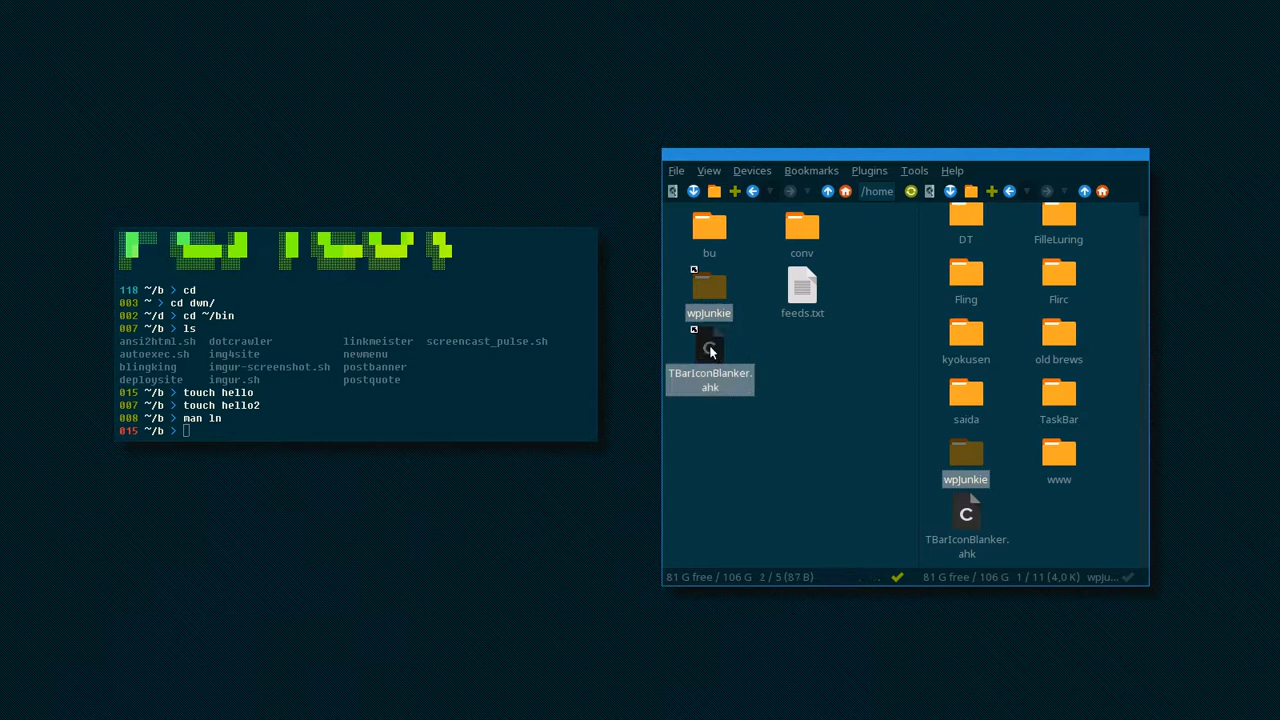 118 ~/b > cd
003 ~ > cd dwn/
002 ~/d > cd ~/bin
007 ~/b > ls
ansi2html.sh dotcrawler linkmeister screencast_pulse.sh
autoexec.sh img4site newmenu
blingking imgur-screenshot.sh postbanner
deploysite imgur.sh postquote
015 ~/b > touch hello
007 ~/b > touch hello2
008 ~/b > man ln
015 ~/b >
File View Devices Bookmarks Plugins Tools Help
/home
bu conv
wpJunkie feeds.txt
TBarIconBlanker.
ahk
DT FilleLuring
Fling Flirc
kyokusen old brews
saida TaskBar
wpJunkie www
TBarIconBlanker.
ahk
81 G free / 106 G 2 / 5 (87 B)
81 G free / 106 G 1 / 11 (4,0 K) wpJu...